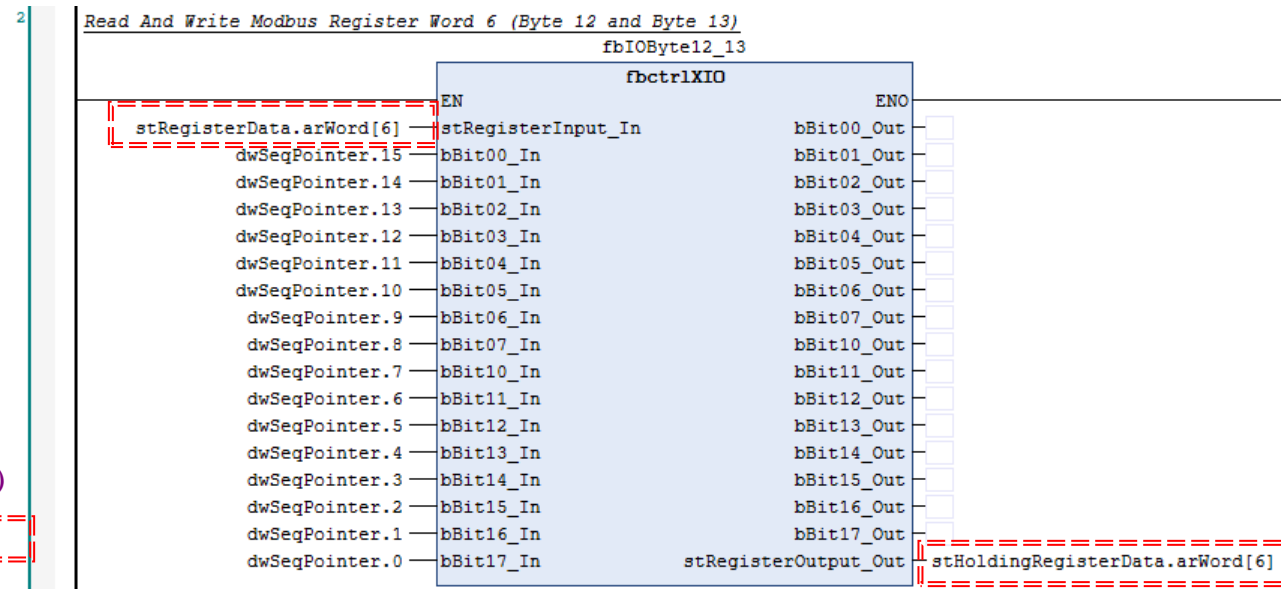 2
Read And Write Modbus Register Word 6 (Byte 12 and Byte 13)
fbIOByte12_13
fbctrlXIO
EN ENO
stRegisterData.arWord[6] stRegisterInput_In bBit00_Out
dwSeqPointer.15 bBit00_In bBit01_Out
dwSeqPointer.14 bBit01_In bBit02_Out
dwSeqPointer.13 bBit02_In bBit03_Out
dwSeqPointer.12 bBit03_In bBit04_Out
dwSeqPointer.11 bBit04_In bBit05_Out
dwSeqPointer.10 bBit05_In bBit06_Out
dwSeqPointer.9 bBit06_In bBit07_Out
dwSeqPointer.8 bBit07_In bBit10_Out
dwSeqPointer.7 bBit10_In bBit11_Out
dwSeqPointer.6 bBit11_In bBit12_Out
dwSeqPointer.5 bBit12_In bBit13_Out
dwSeqPointer.4 bBit13_In bBit14_Out
) dwSeqPointer.3 bBit14_In bBit15_Out
dwSeqPointer.2 bBit15_In bBit16_Out
dwSeqPointer.1 bBit16_In bBit17_Out
dwSeqPointer.0 bBit17_In stRegisterOutput_Out stHoldingRegisterData.arWord[6]